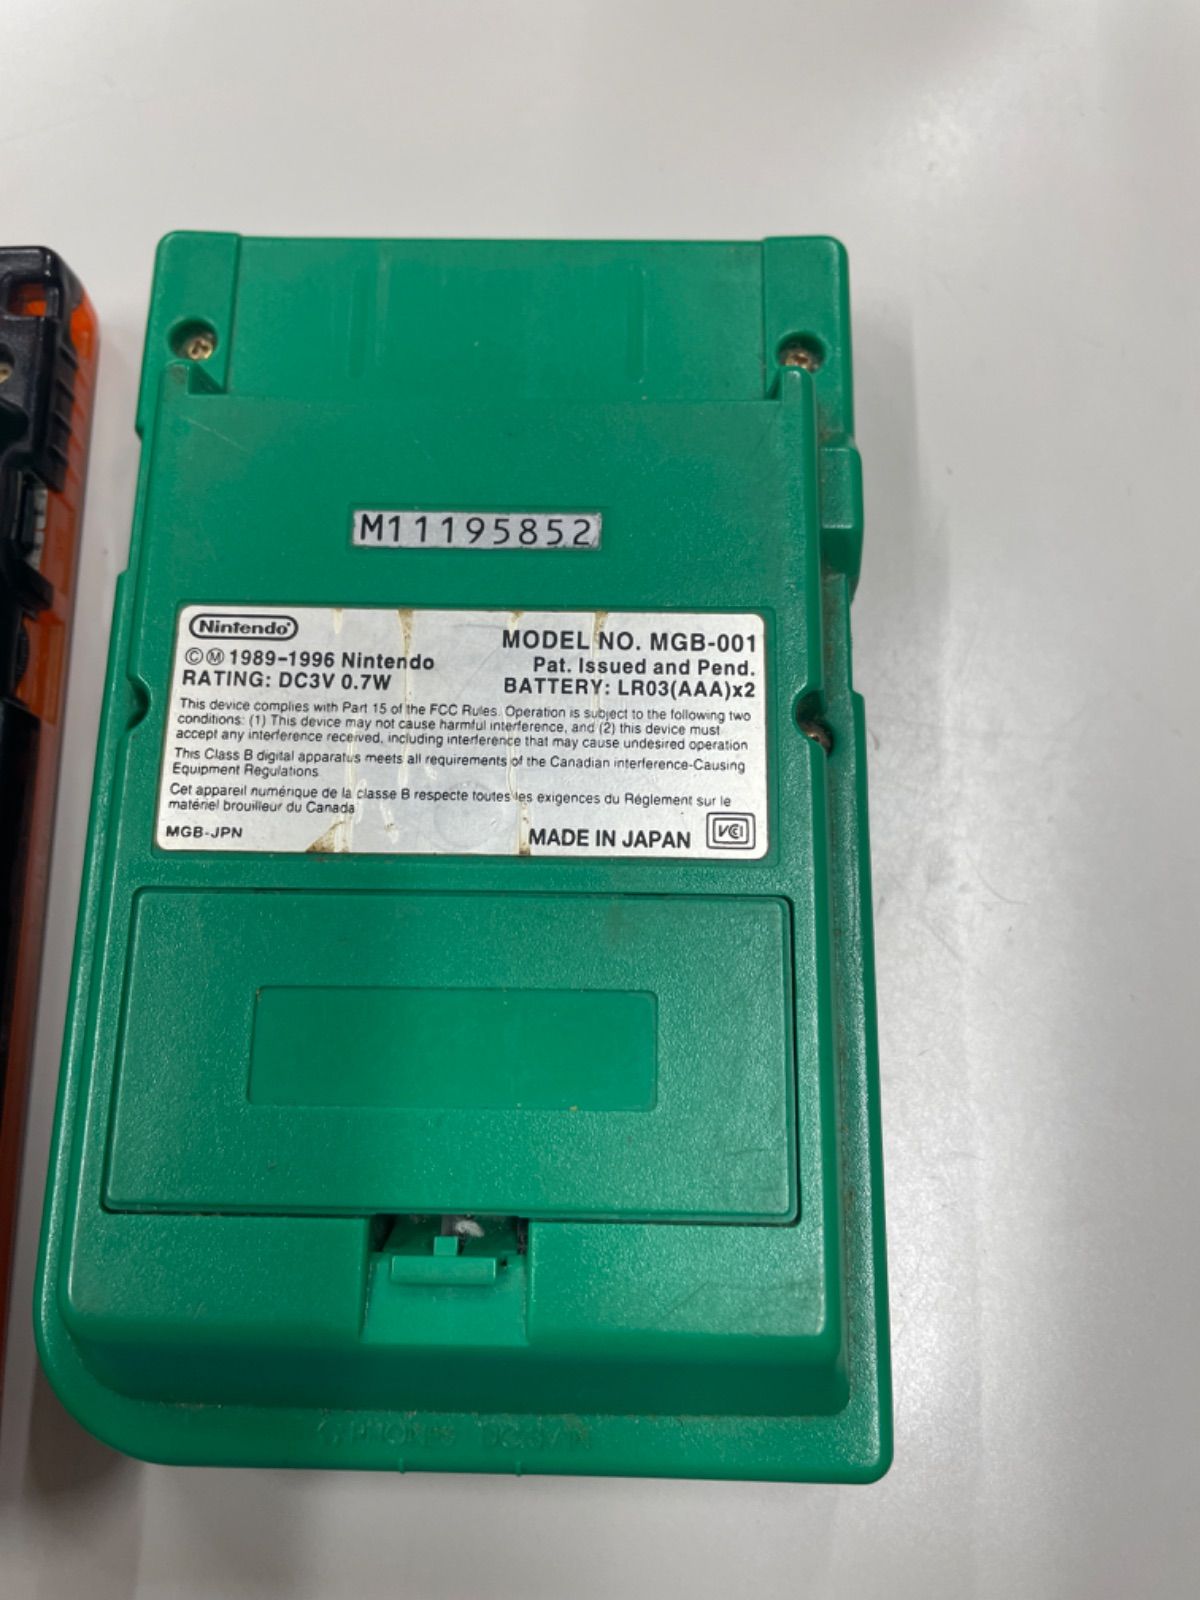 M11195852
Nintendo®
©Ⓜ 1989-1996 Nintendo
MODEL NO. MGB-001
Pat. Issued and Pend.
RATING: DC3V 0.7W
BATTERY: LR03(AAA)x2
This device complies with Part 15 of the FCC Rules. Operation is subject to the following two
conditions: (1) This device may not cause harmful interference, and (2) this device must
accept any interference received, including interference that may cause undesired operation
This Class B digital apparatus meets all requirements of the Canadian interference-Causing
Equipment Regulations
Cet appareil numérique de la classe B respecte toutes les exigences du Réglement sur le
matériel brouilleur du Canada
MGB-JPN
MADE IN JAPAN
VCI
PHONES DC3V IN